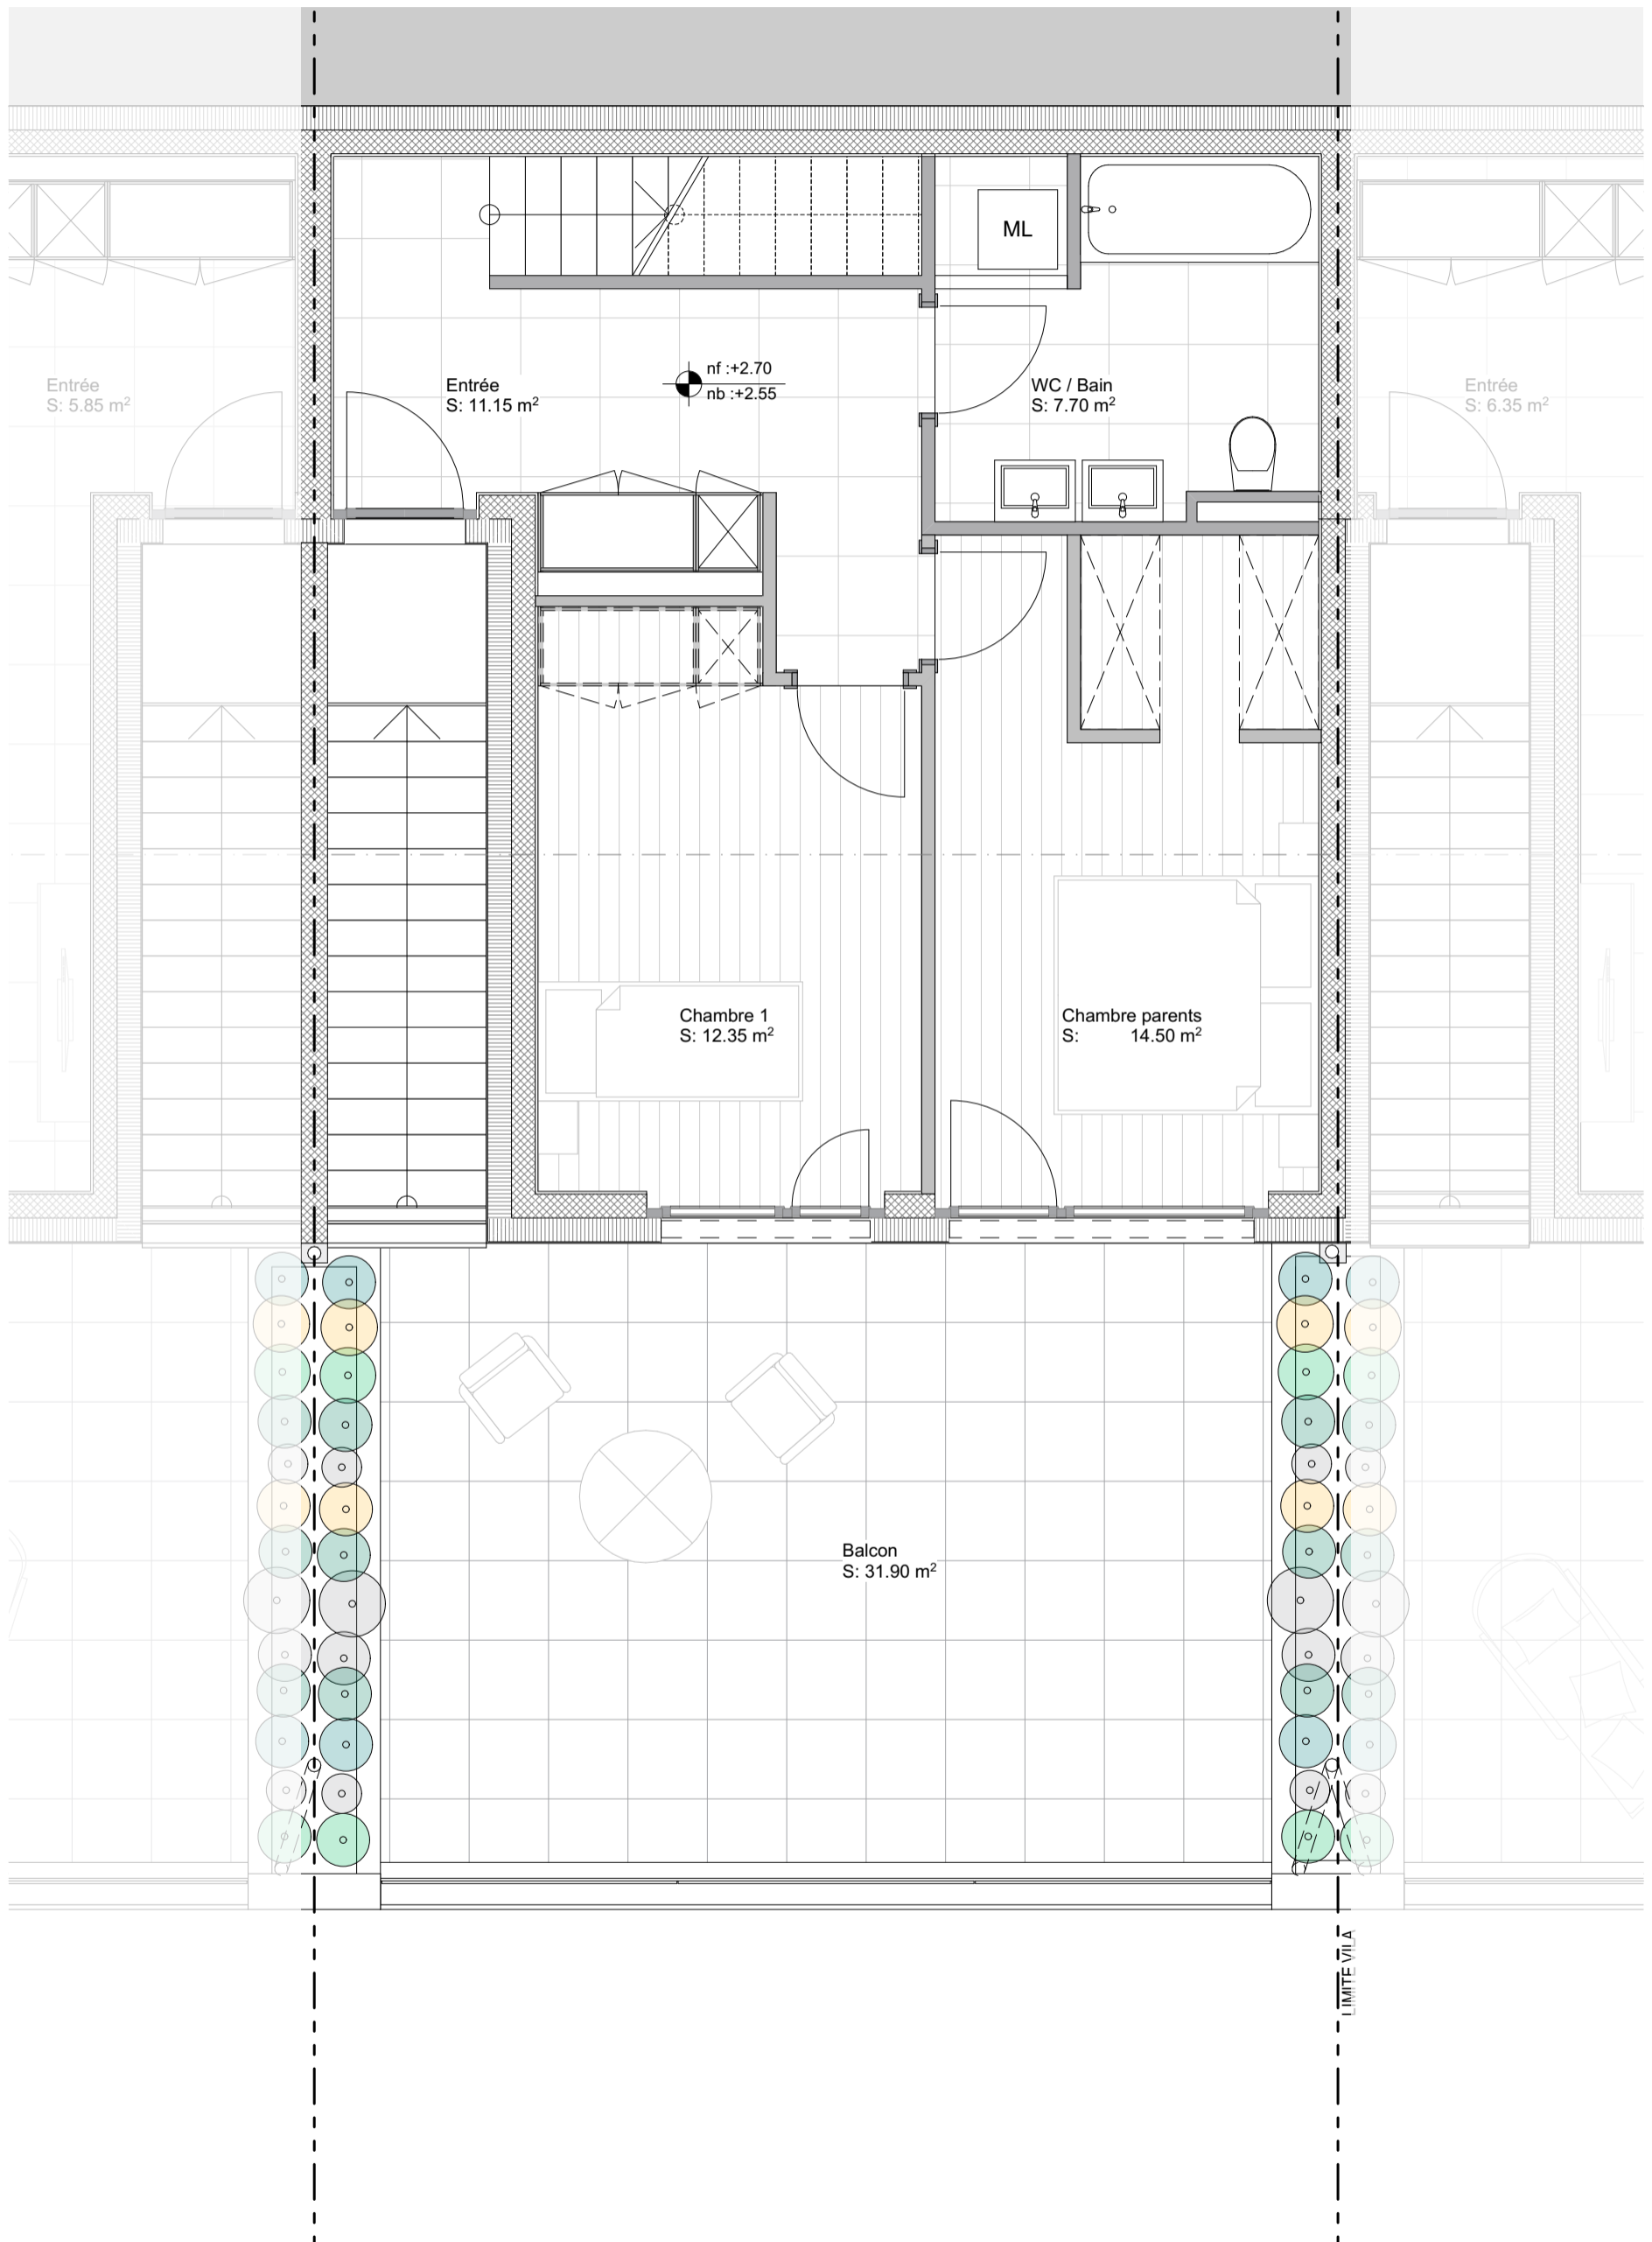 ML
nf :+2.70
nb :+2.55
Entrée
S: 5.85 m²
Entrée
S: 11.15 m²
WC / Bain
S: 7.70 m²
Entrée
S: 6.35 m²
Chambre 1
S: 12.35 m²
Chambre parents
S: 14.50 m²
Balcon
S: 31.90 m²
LIMITE VILA